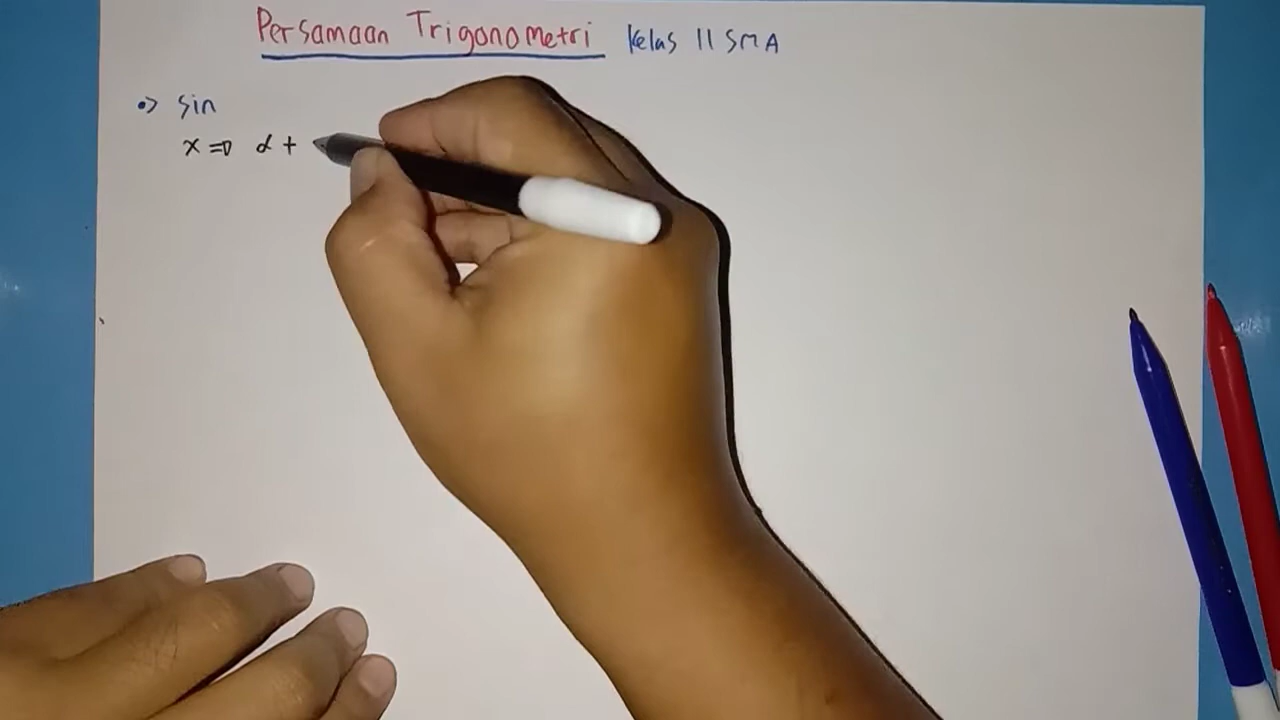 Persamaan Trigonometri Kelas 11 SMA
•> sin
x => α +